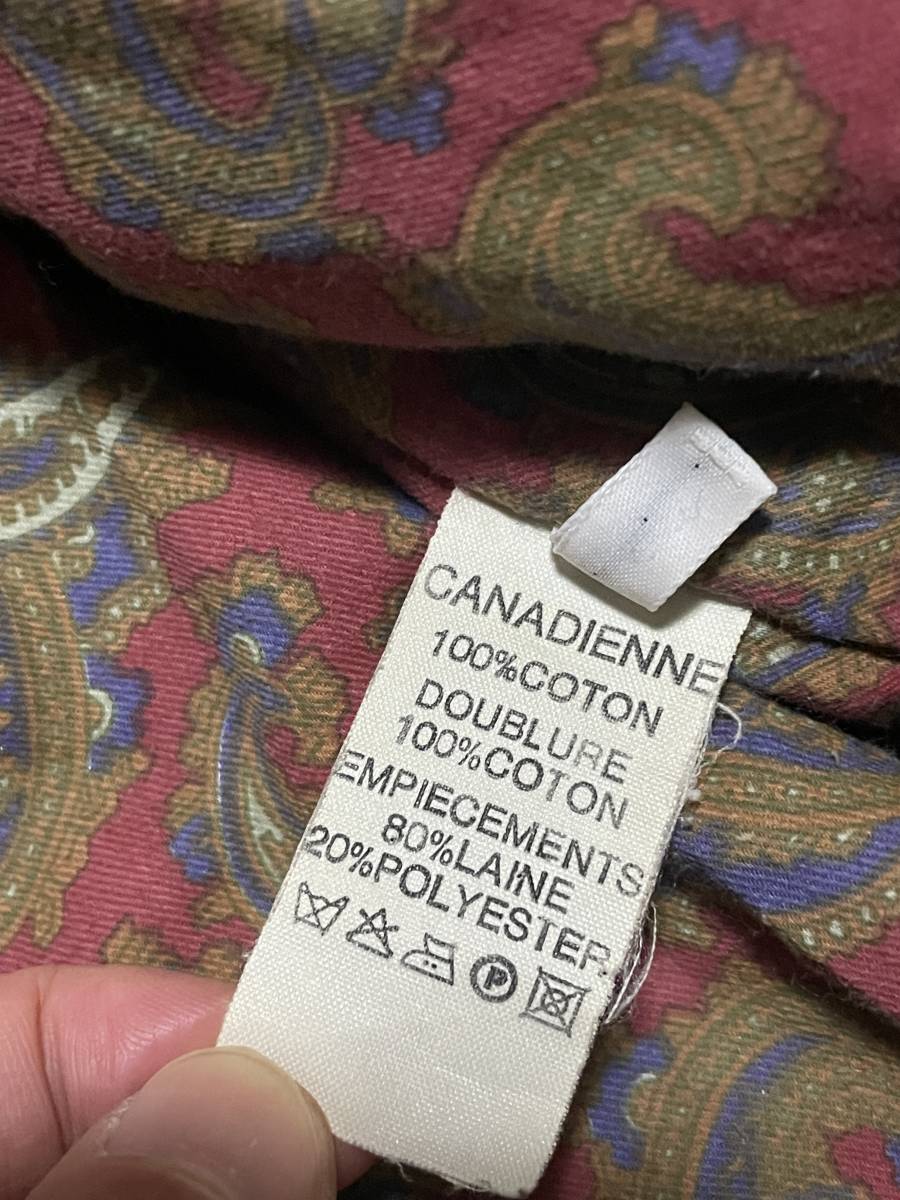 CANADIENNE
100%COTON
DOUBLURE
100%COTON
EMPIECEMENTS
80%LAINE
20%POLYESTER
P